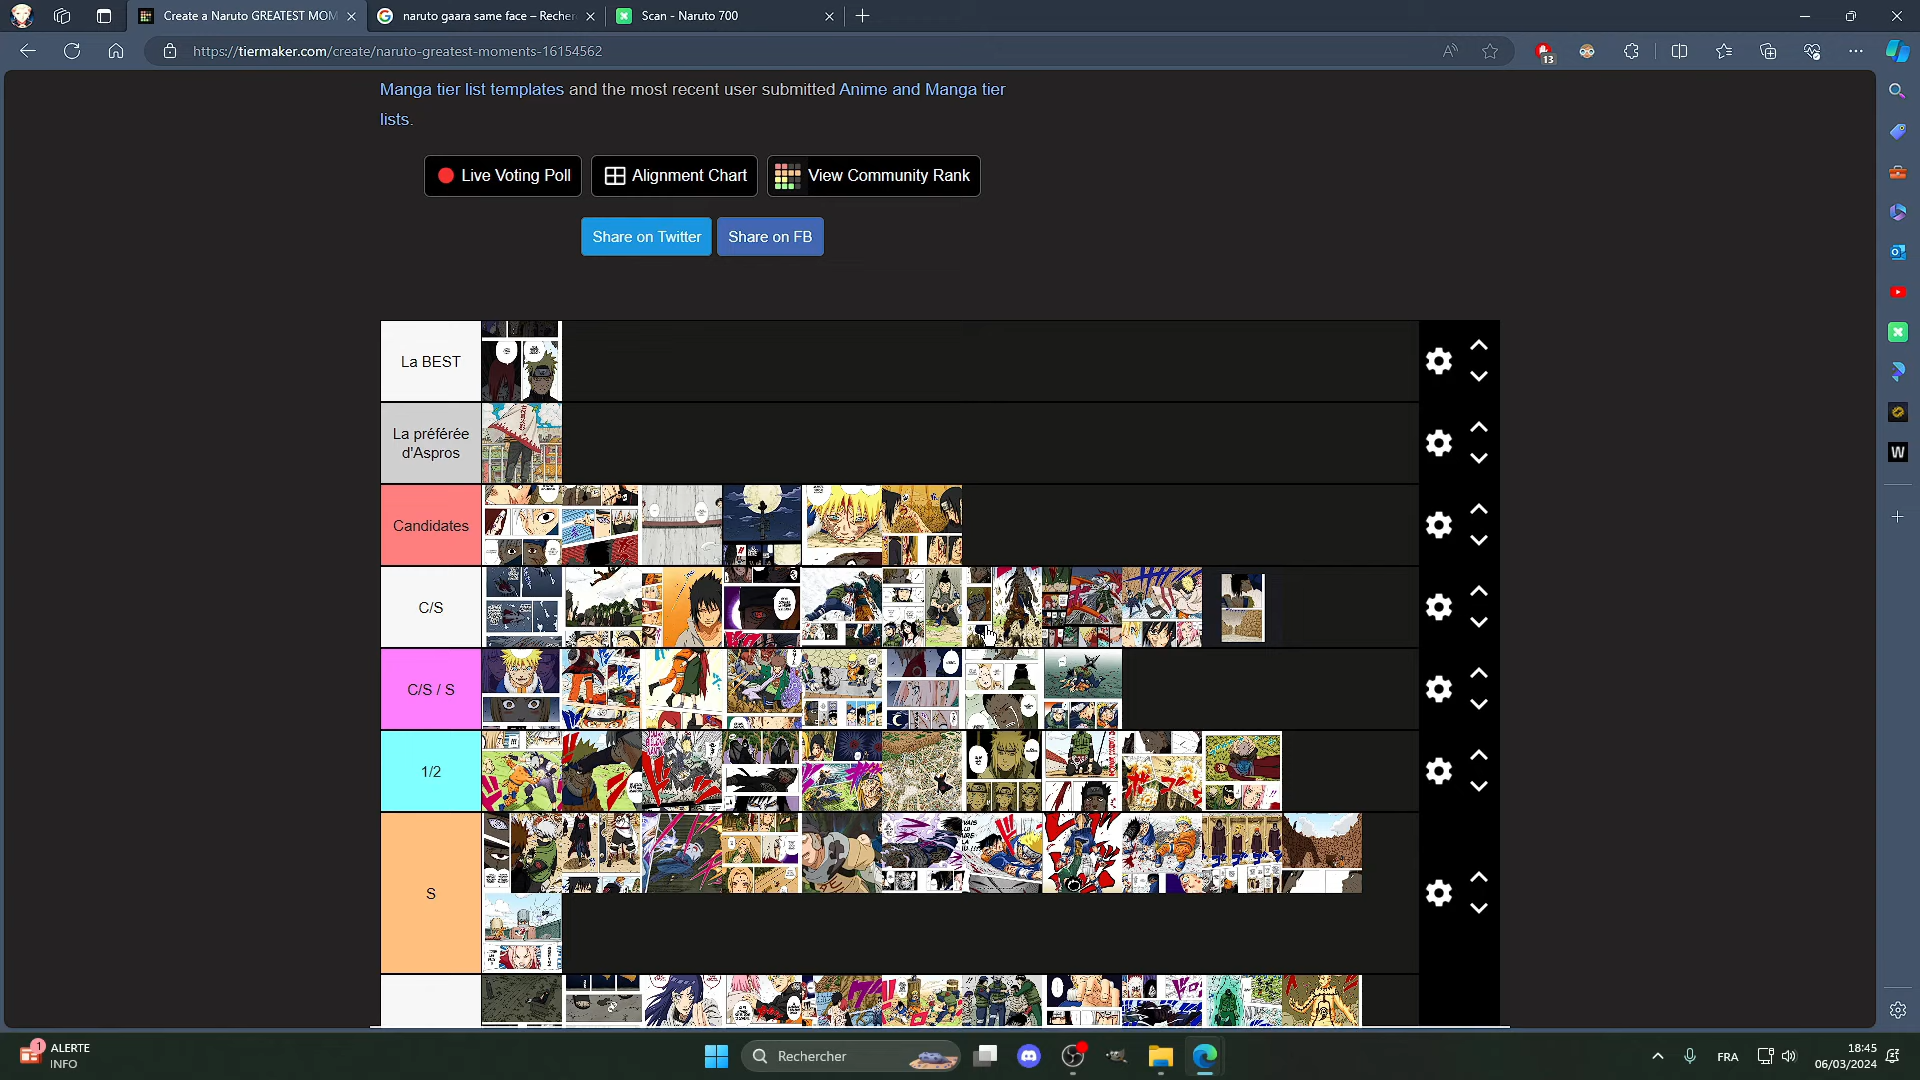 Create a Naruto GREATEST MOM
naruto gaara same face – Recher
Scan - Naruto 700
https://tiermaker.com/create/naruto-greatest-moments-16154562
13
Manga tier list templates and the most recent user submitted Anime and Manga tier
lists.
Live Voting Poll
Alignment Chart
View Community Rank
Share on Twitter
Share on FB
La BEST
La préférée
d'Aspros
Candidates
C/S
C/S / S
1/2
S
W
1
ALERTE
INFO
Rechercher
FRA
18:45
06/03/2024